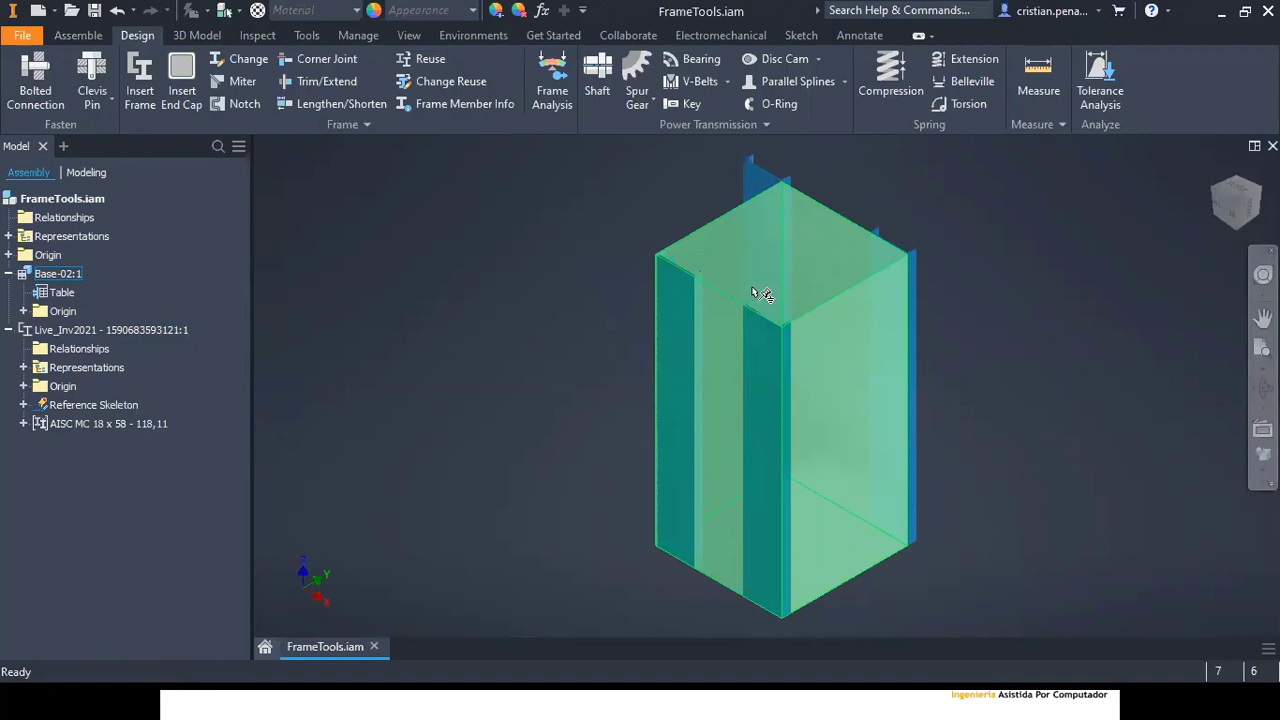 Material
Appearance
FrameTools.iam
Search Help & Commands...
cristian.pena...
File
Assemble
Design
3D Model
Inspect
Tools
Manage
View
Environments
Get Started
Collaborate
Electromechanical
Sketch
Annotate
Bolted Connection
Clevis Pin
Insert Frame
Insert End Cap
Change
Miter
Notch
Corner Joint
Trim/Extend
Lengthen/Shorten
Reuse
Change Reuse
Frame Member Info
Frame Analysis
Shaft
Spur Gear
Bearing
V-Belts
Key
Disc Cam
Parallel Splines
O-Ring
Compression
Extension
Belleville
Torsion
Measure
Tolerance Analysis
Fasten
Frame
Power Transmission
Spring
Measure
Analyze
Model
Assembly
Modeling
FrameTools.iam
Relationships
Representations
Origin
Base-02:1
Table
Origin
Live_Inv2021 - 1590683593121:1
Relationships
Representations
Origin
Reference Skeleton
AISC MC 18 x 58 - 118,11
Z
Y
X
FrameTools.iam
Ready
7
6
Ingeniería Asistida Por Computador